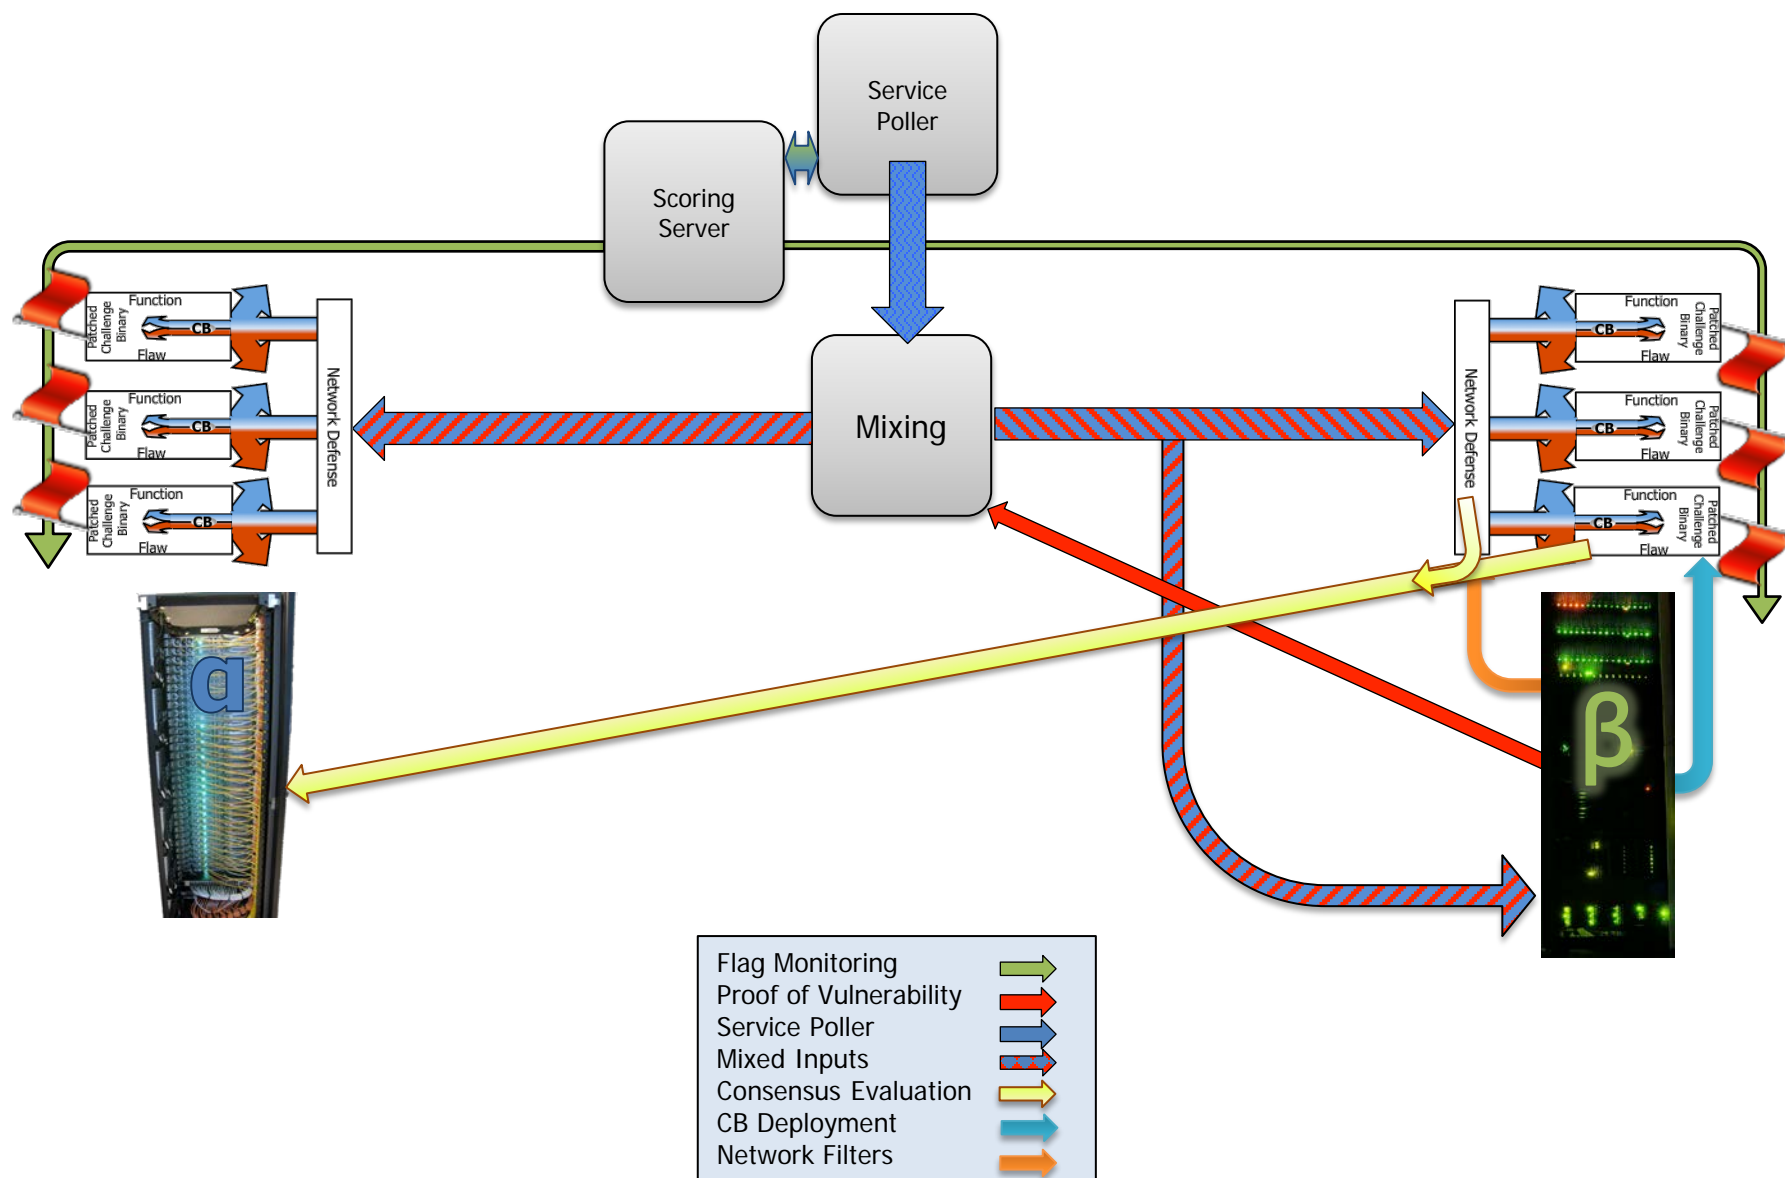 Service
Poller
Scoring
Server
Mixing
Function
CB
Flaw
Patched
Challenge
Binary
Function
CB
Flaw
Patched
Challenge
Binary
Function
CB
Flaw
Patched
Challenge
Binary
Network Defense
Network Defense
Function
CB
Flaw
Patched
Challenge
Binary
Function
CB
Flaw
Patched
Challenge
Binary
Function
CB
Flaw
Patched
Challenge
Binary
α
β
Flag Monitoring
Proof of Vulnerability
Service Poller
Mixed Inputs
Consensus Evaluation
CB Deployment
Network Filters